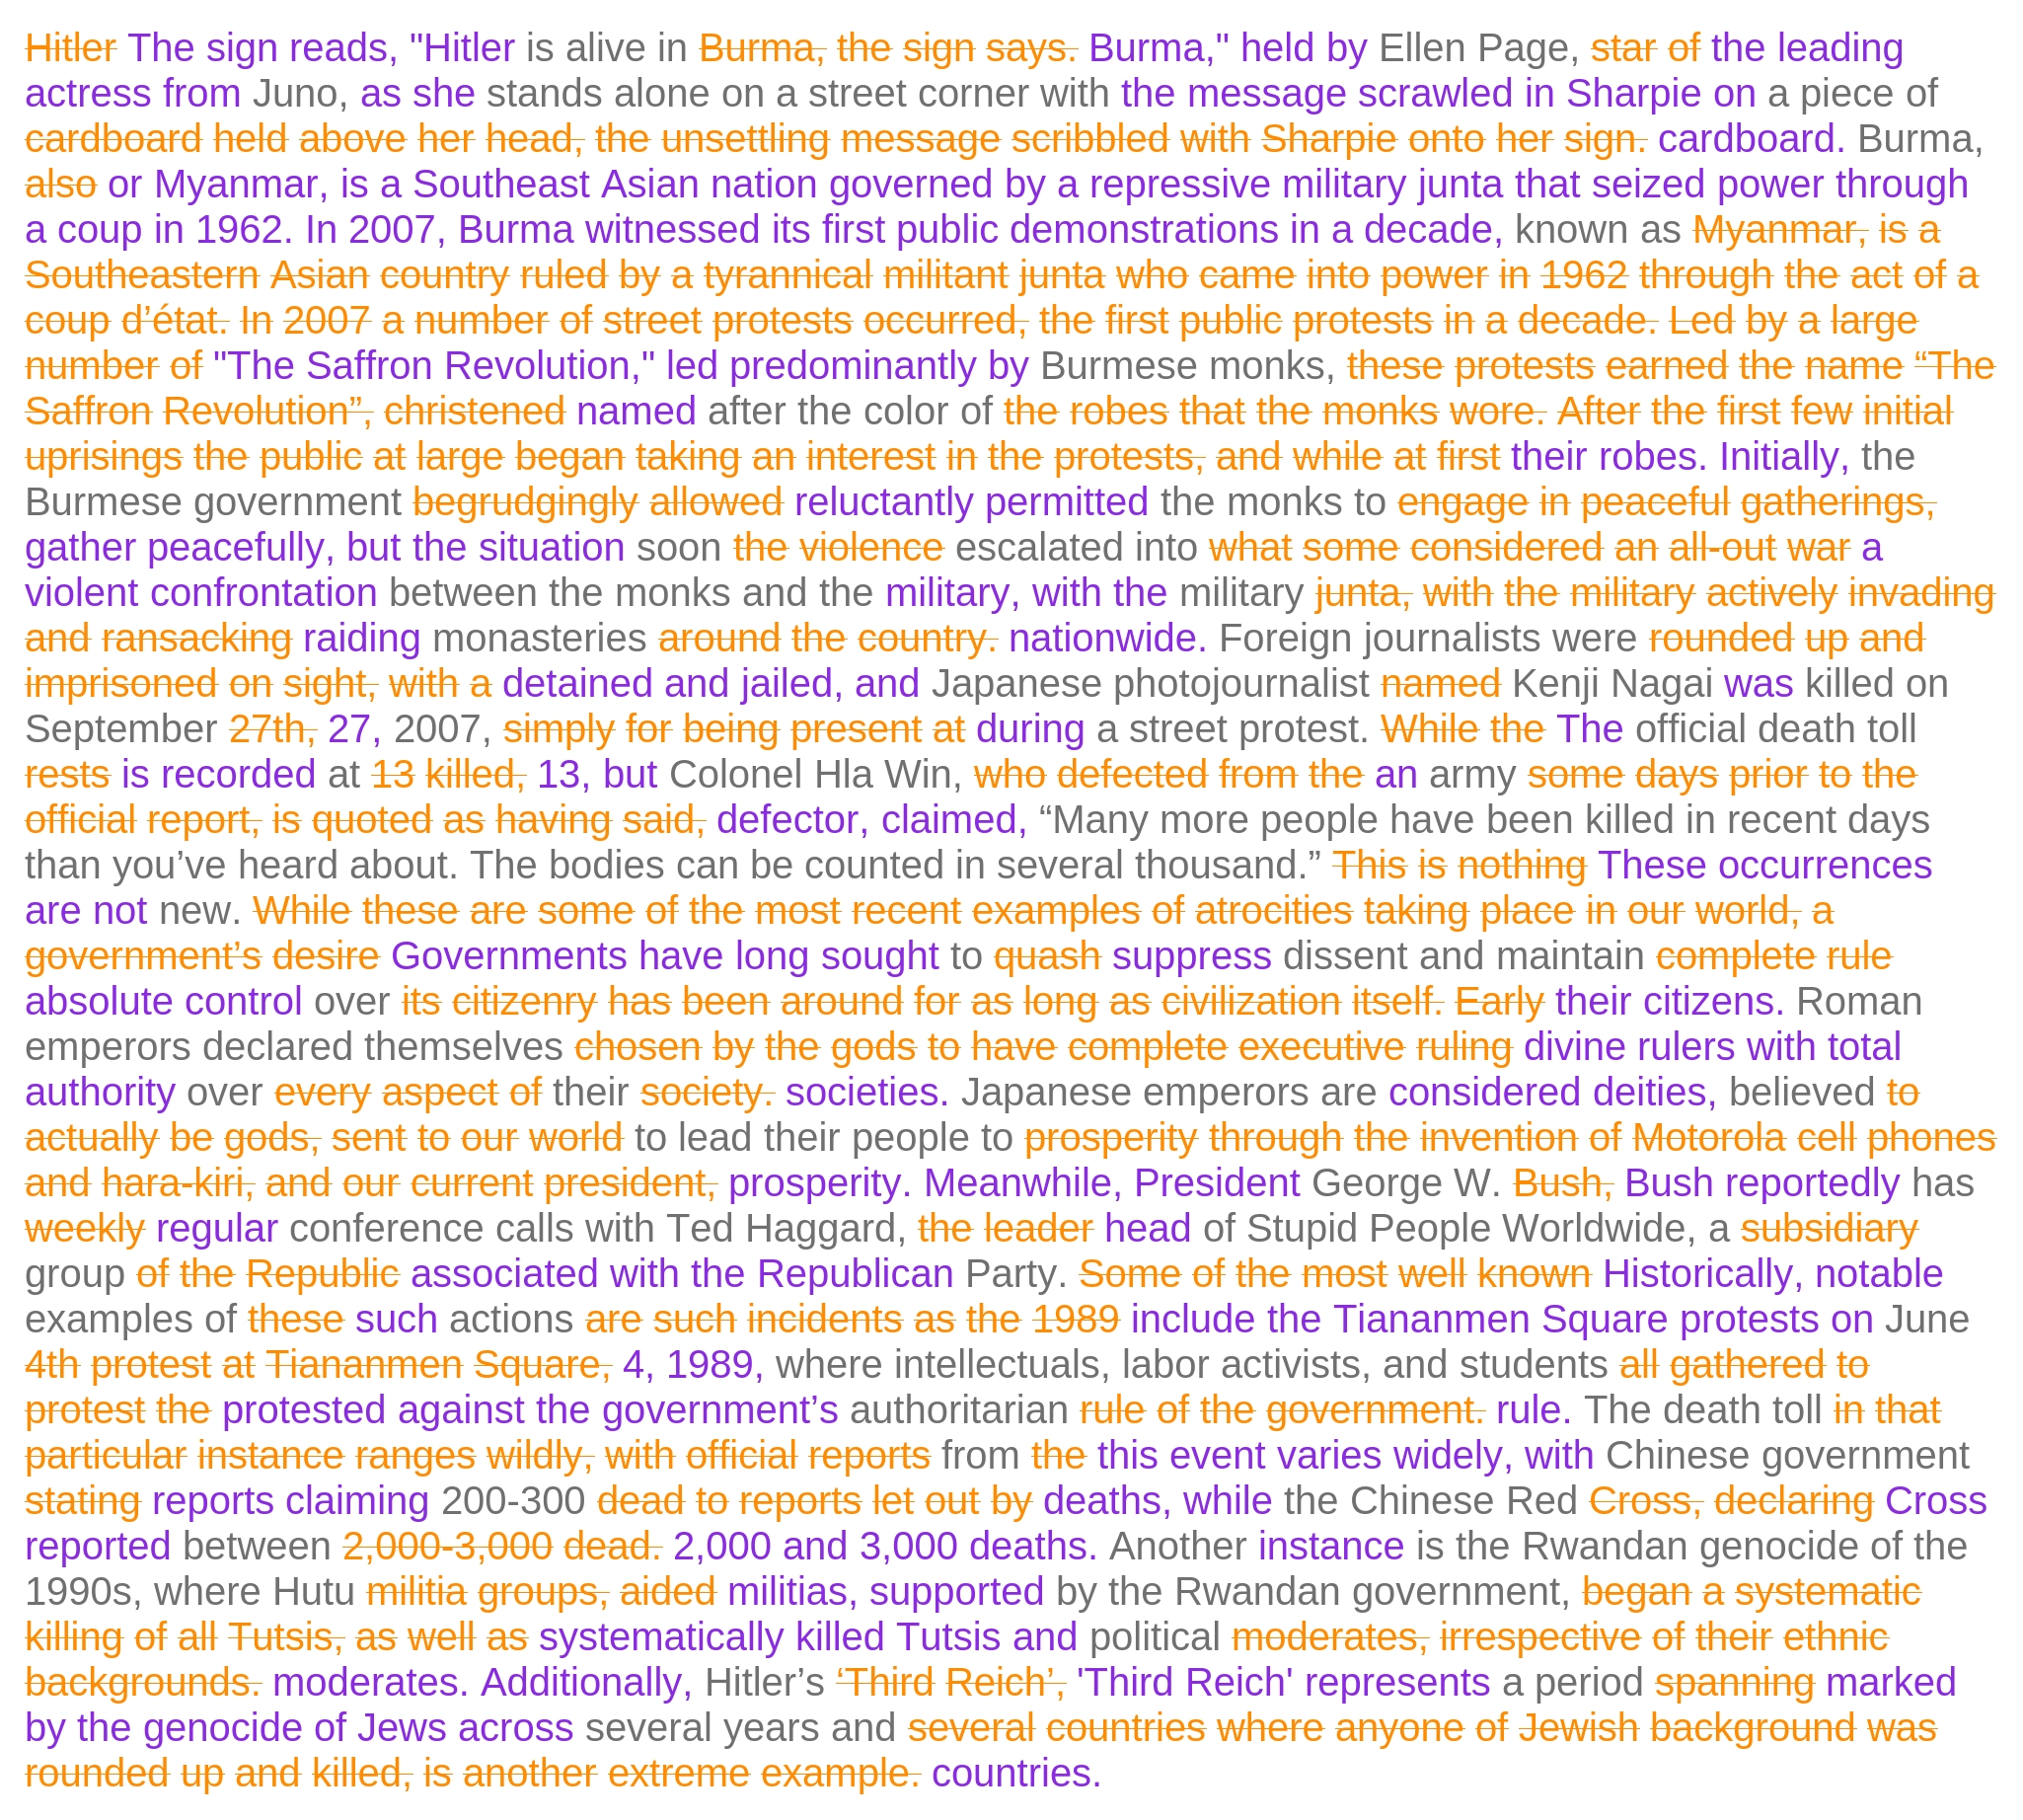 Hitler The sign reads, "Hitler is alive in Burma, the sign says. Burma," held by Ellen Page, star of the leading
actress from Juno, as she stands alone on a street corner with the message scrawled in Sharpie on a piece of
cardboard held above her head, the unsettling message scribbled with Sharpie onto her sign. cardboard. Burma,
also or Myanmar, is a Southeast Asian nation governed by a repressive military junta that seized power through
a coup in 1962. In 2007, Burma witnessed its first public demonstrations in a decade, known as Myanmar, is a
Southeastern Asian country ruled by a tyrannical militant junta who came into power in 1962 through the act of a
coup d’état. In 2007 a number of street protests occurred, the first public protests in a decade. Led by a large
number of "The Saffron Revolution," led predominantly by Burmese monks, these protests earned the name “The
Saffron Revolution”, christened named after the color of the robes that the monks wore. After the first few initial
uprisings the public at large began taking an interest in the protests, and while at first their robes. Initially, the
Burmese government begrudgingly allowed reluctantly permitted the monks to engage in peaceful gatherings,
gather peacefully, but the situation soon the violence escalated into what some considered an all-out war a
violent confrontation between the monks and the military, with the military junta, with the military actively invading
and ransacking raiding monasteries around the country. nationwide. Foreign journalists were rounded up and
imprisoned on sight, with a detained and jailed, and Japanese photojournalist named Kenji Nagai was killed on
September 27th, 27, 2007, simply for being present at during a street protest. While the The official death toll
rests is recorded at 13 killed, 13, but Colonel Hla Win, who defected from the an army some days prior to the
official report, is quoted as having said, defector, claimed, “Many more people have been killed in recent days
than you’ve heard about. The bodies can be counted in several thousand.” This is nothing These occurrences
are not new. While these are some of the most recent examples of atrocities taking place in our world, a
government’s desire Governments have long sought to quash suppress dissent and maintain complete rule
absolute control over its citizenry has been around for as long as civilization itself. Early their citizens. Roman
emperors declared themselves chosen by the gods to have complete executive ruling divine rulers with total
authority over every aspect of their society. societies. Japanese emperors are considered deities, believed to
actually be gods, sent to our world to lead their people to prosperity through the invention of Motorola cell phones
and hara-kiri, and our current president, prosperity. Meanwhile, President George W. Bush, Bush reportedly has
weekly regular conference calls with Ted Haggard, the leader head of Stupid People Worldwide, a subsidiary
group of the Republic associated with the Republican Party. Some of the most well known Historically, notable
examples of these such actions are such incidents as the 1989 include the Tiananmen Square protests on June
4th protest at Tiananmen Square, 4, 1989, where intellectuals, labor activists, and students all gathered to
protest the protested against the government’s authoritarian rule of the government. rule. The death toll in that
particular instance ranges wildly, with official reports from the this event varies widely, with Chinese government
stating reports claiming 200-300 dead to reports let out by deaths, while the Chinese Red Cross, declaring Cross
reported between 2,000-3,000 dead. 2,000 and 3,000 deaths. Another instance is the Rwandan genocide of the
1990s, where Hutu militia groups, aided militias, supported by the Rwandan government, began a systematic
killing of all Tutsis, as well as systematically killed Tutsis and political moderates, irrespective of their ethnic
backgrounds. moderates. Additionally, Hitler’s ‘Third Reich’, 'Third Reich' represents a period spanning marked
by the genocide of Jews across several years and several countries where anyone of Jewish background was
rounded up and killed, is another extreme example. countries.